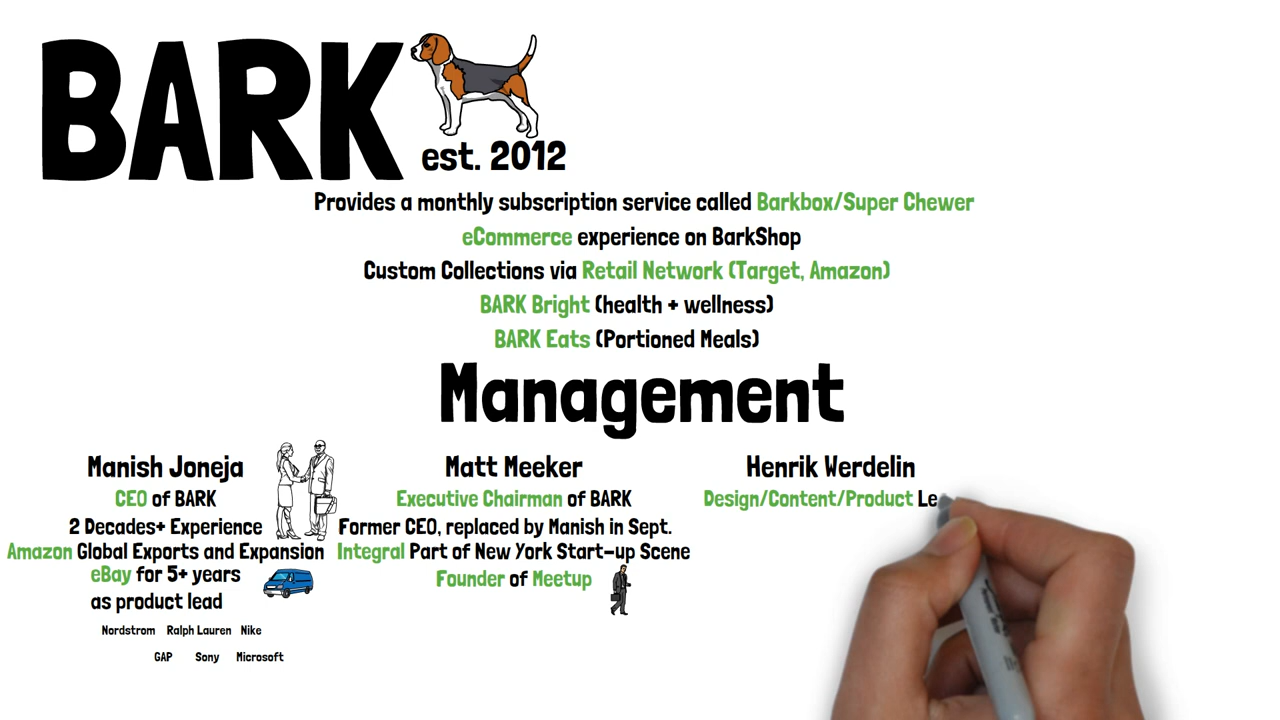 BARK
est. 2012
Provides a monthly subscription service called Barkbox/Super Chewer
eCommerce experience on BarkShop
Custom Collections via Retail Network (Target, Amazon)
BARK Bright (health + wellness)
BARK Eats (Portioned Meals)
Management
Manish Joneja
CEO of BARK
2 Decades+ Experience
Amazon Global Exports and Expansion
eBay for 5+ years
as product lead
Nordstrom Ralph Lauren Nike
GAP Sony Microsoft
Matt Meeker
Executive Chairman of BARK
Former CEO, replaced by Manish in Sept.
Integral Part of New York Start-up Scene
Founder of Meetup
Henrik Werdelin
Design/Content/Product Le